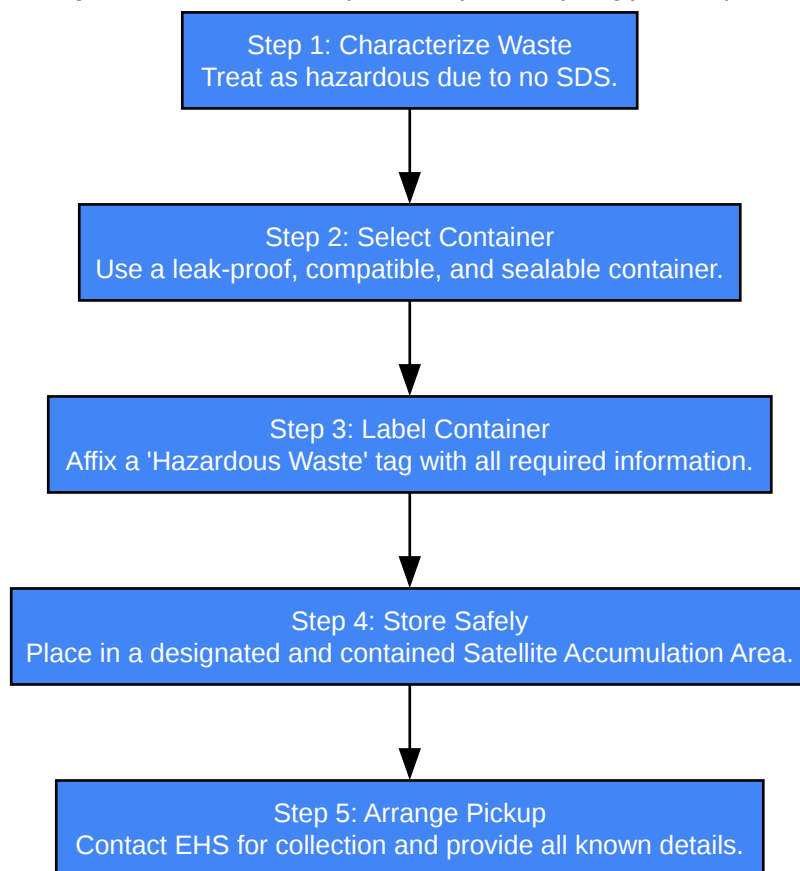 Step 1: Characterize Waste
Treat as hazardous due to no SDS.
Step 2: Select Container
Use a leak-proof, compatible, and sealable container.
Step 3: Label Container
Affix a 'Hazardous Waste' tag with all required information.
Step 4: Store Safely
Place in a designated and contained Satellite Accumulation Area.
Step 5: Arrange Pickup
Contact EHS for collection and provide all known details.